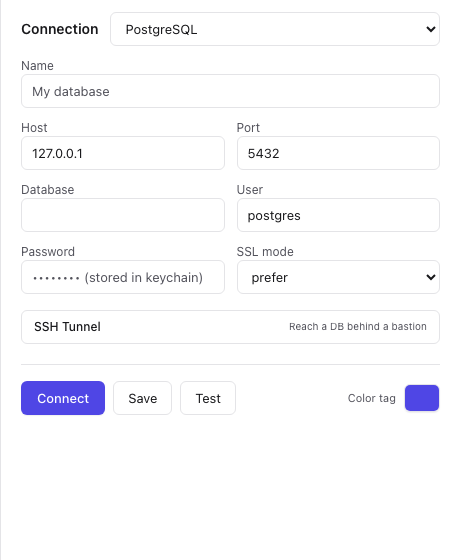 Connection PostgreSQL
Name
My database
Host Port
127.0.0.1 5432
Database User
postgres
Password SSL mode
•••••••• (stored in keychain) prefer
SSH Tunnel Reach a DB behind a bastion
Connect Save Test Color tag